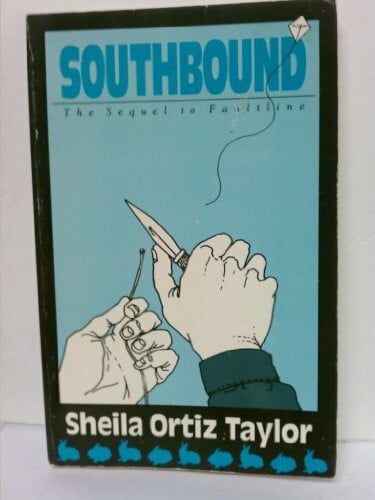 SOUTHBOUND
The Sequel to Faultline
Sheila Ortiz Taylor